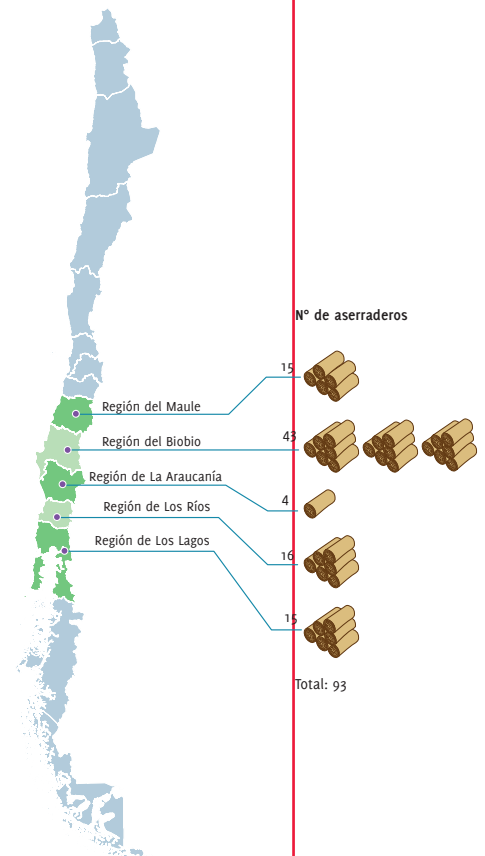 N° de aserraderos
15
Región del Maule
43
Región del Biobio
Región de La Araucanía
4
Región de Los Ríos
16
Región de Los Lagos
15
Total: 93